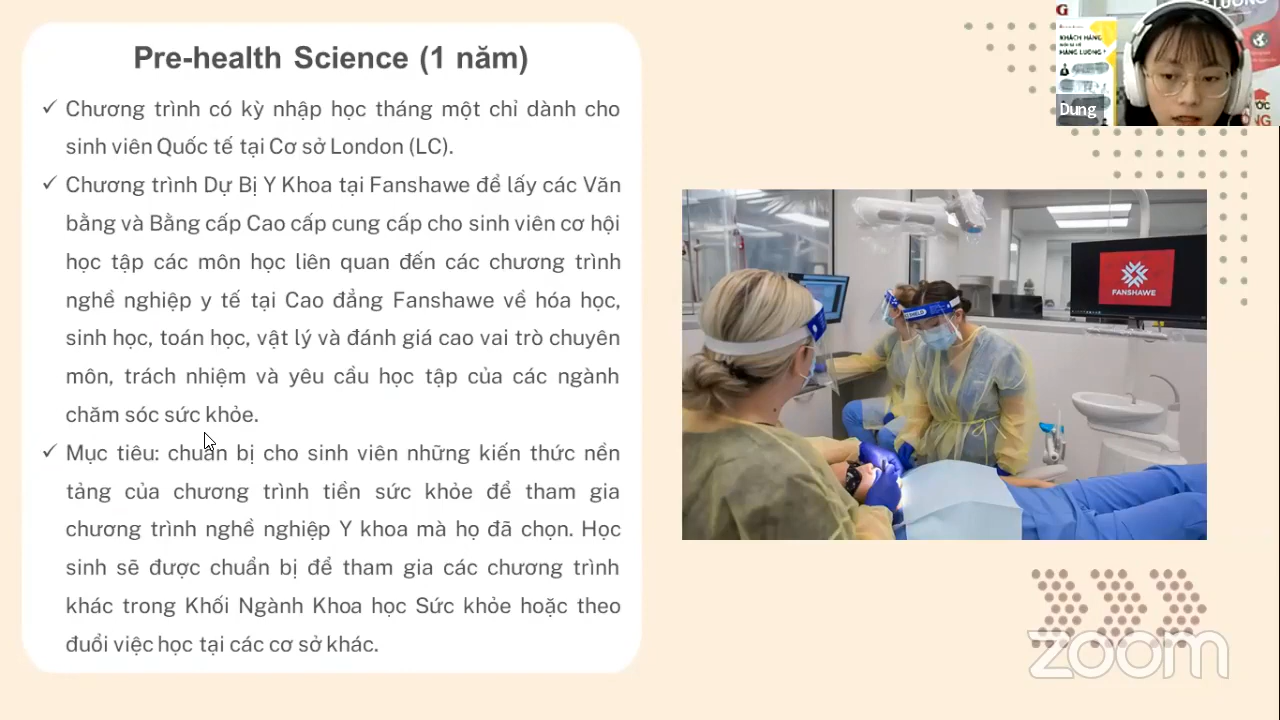 Pre-health Science (1 năm)
✓ Chương trình có kỳ nhập học tháng một chỉ dành cho
sinh viên Quốc tế tại Cơ sở London (LC).
✓ Chương trình Dự Bị Y Khoa tại Fanshawe để lấy các Văn
bằng và Bằng cấp Cao cấp cung cấp cho sinh viên cơ hội
học tập các môn học liên quan đến các chương trình
nghề nghiệp y tế tại Cao đẳng Fanshawe về hóa học,
sinh học, toán học, vật lý và đánh giá cao vai trò chuyên
môn, trách nhiệm và yêu cầu học tập của các ngành
chăm sóc sức khỏe.
✓ Mục tiêu: chuẩn bị cho sinh viên những kiến thức nền
tảng của chương trình tiền sức khỏe để tham gia
chương trình nghề nghiệp Y khoa mà họ đã chọn. Học
sinh sẽ được chuẩn bị để tham gia các chương trình
khác trong Khối Ngành Khoa học Sức khỏe hoặc theo
đuổi việc học tại các cơ sở khác.
KHÁCH HÀNG
HÀNG LƯỢNG
Dung
FANSHAWE
zoom